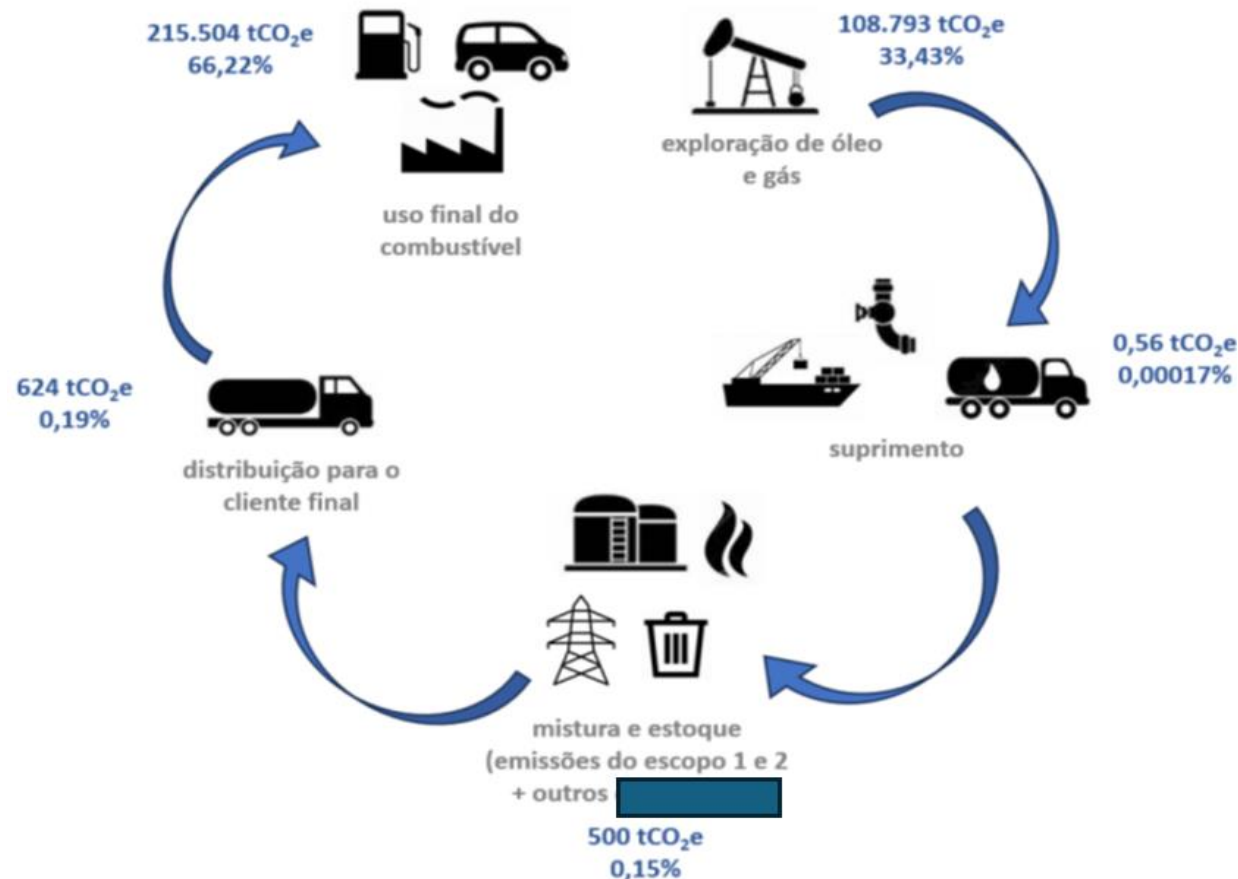 215.504 tCO₂e
66,22%
uso final do
combustível
108.793 tCO₂e
33,43%
exploração de óleo
e gás
0,56 tCO₂e
0,00017%
suprimento
mistura e estoque
(emissões do escopo 1 e 2
+ outros
500 tCO₂e
0,15%
624 tCO₂e
0,19%
distribuição para o
cliente final